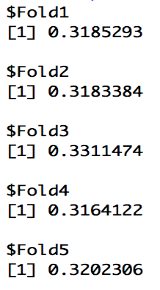 $Fold1
[1] 0.3185293
$Fold2
[1] 0.3183384
$Fold3
[1] 0.3311474
$Fold4
[1] 0.3164122
$Fold5
[1] 0.3202306